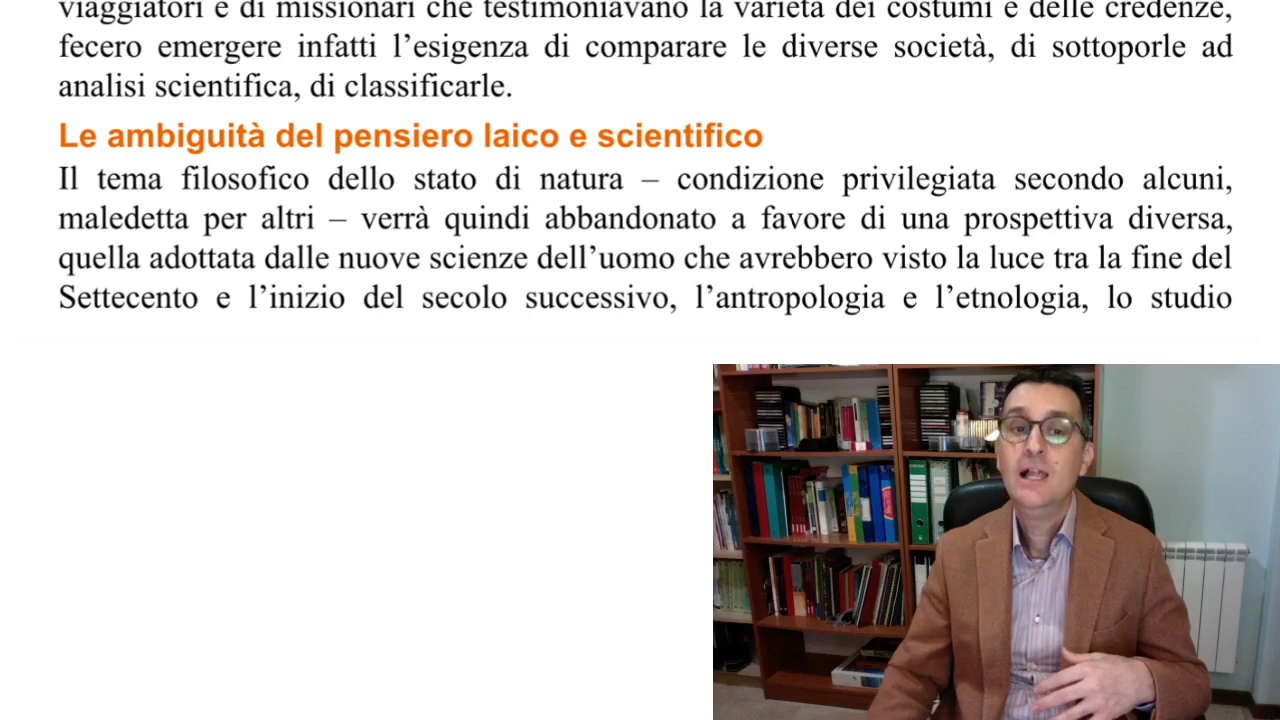 viaggiatori e di missionari che testimoniavano la varietà dei costumi e delle credenze,
fecero emergere infatti l’esigenza di comparare le diverse società, di sottoporle ad
analisi scientifica, di classificarle.
Le ambiguità del pensiero laico e scientifico
Il tema filosofico dello stato di natura – condizione privilegiata secondo alcuni,
maledetta per altri – verrà quindi abbandonato a favore di una prospettiva diversa,
quella adottata dalle nuove scienze dell’uomo che avrebbero visto la luce tra la fine del
Settecento e l’inizio del secolo successivo, l’antropologia e l’etnologia, lo studio